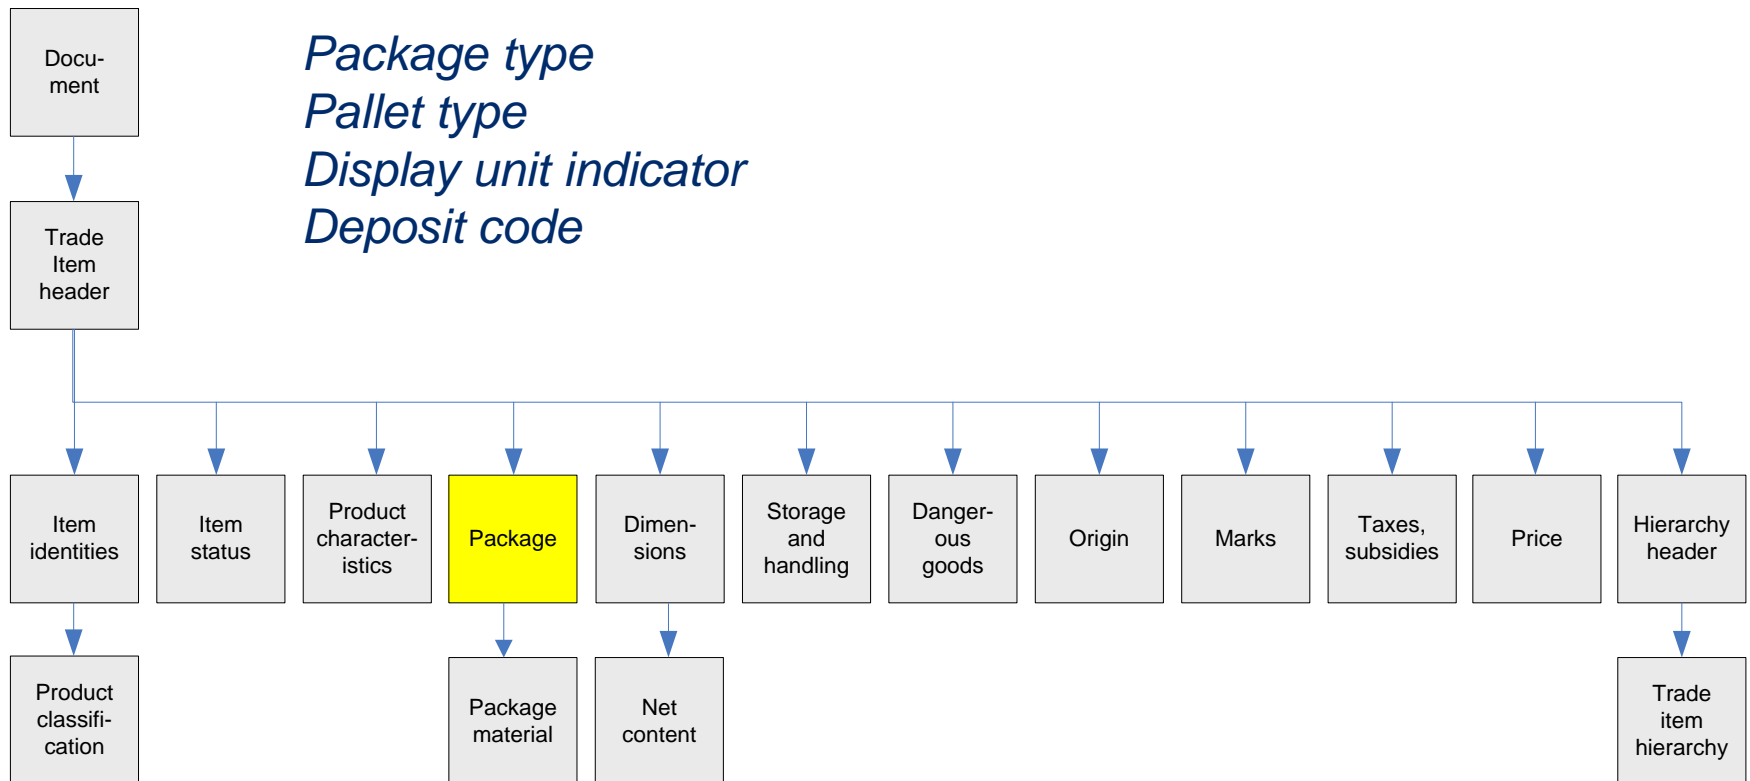 Docu-
ment
Package type
Pallet type
Display unit indicator
Deposit code
Trade
Item
header
Item
identities
Item
status
Product
character-
istics
Package
Dimen-
sions
Storage
and
handling
Danger-
ous
goods
Origin
Marks
Taxes,
subsidies
Price
Hierarchy
header
Product
classifi-
cation
Package
material
Net
content
Trade
item
hierarchy